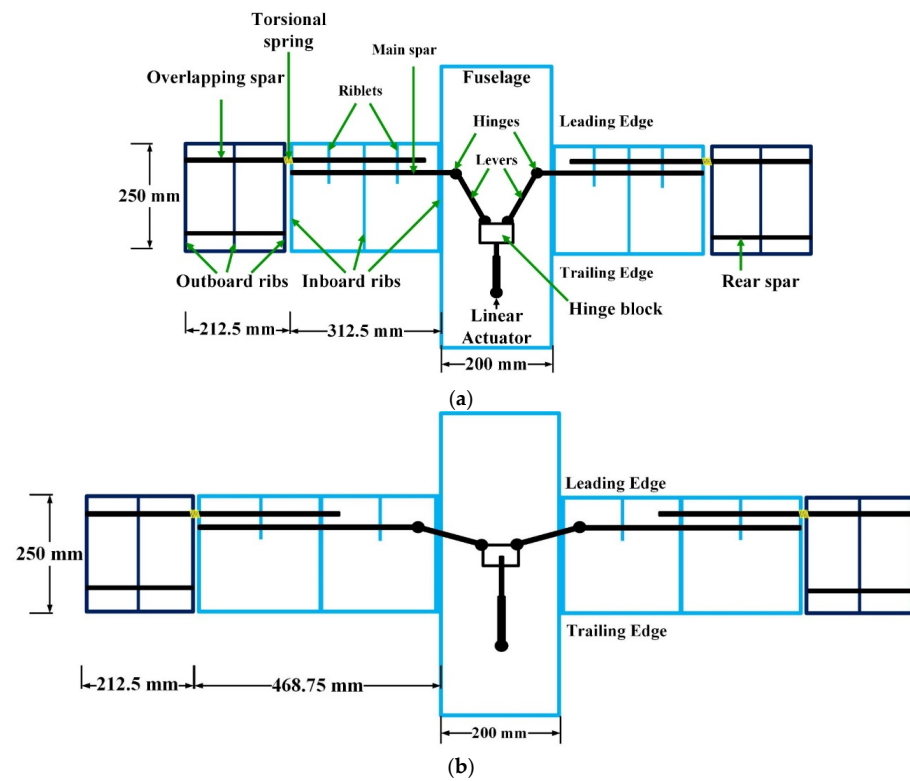 Torsional
spring
Main spar
Fuselage
Overlapping spar
Riblets
Hinges
Leading Edge
Levers
250 mm
Trailing Edge
Outboard ribs
Inboard ribs
Rear spar
Hinge block
Linear
Actuator
212.5 mm
312.5 mm
200 mm
(a)
Leading Edge
250 mm
Trailing Edge
212.5 mm
468.75 mm
200 mm
(b)